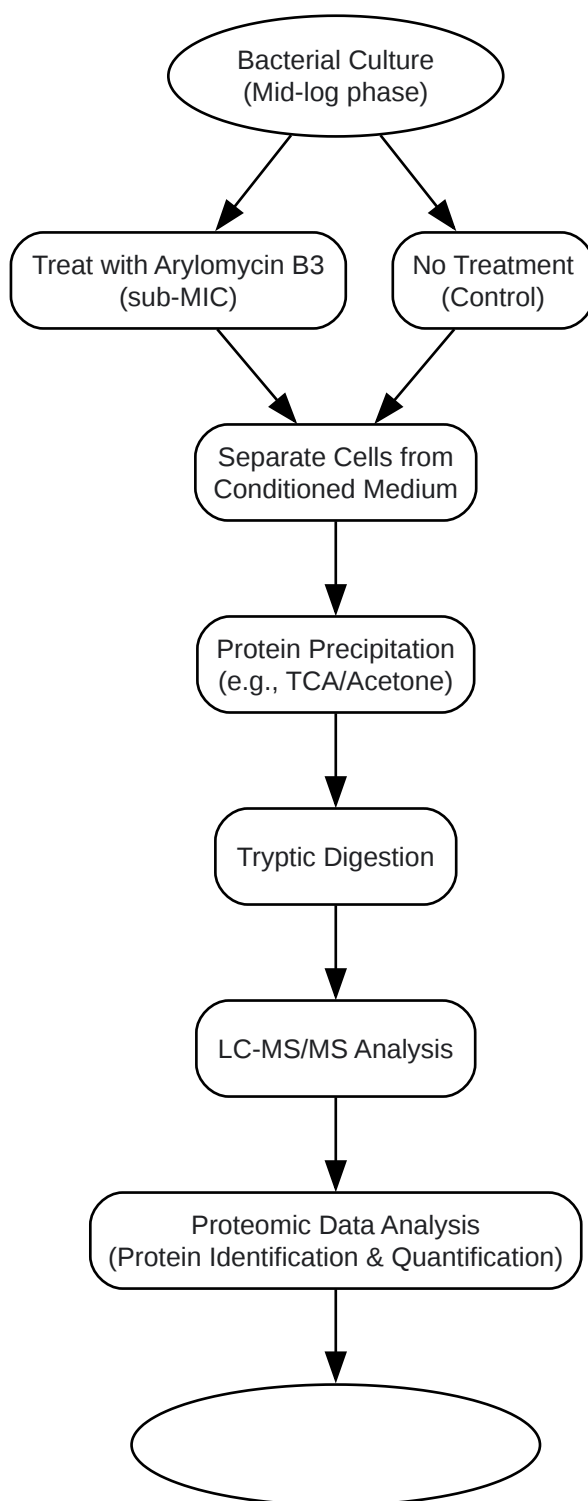 Bacterial Culture
(Mid-log phase)
Treat with Arylomycin B3
(sub-MIC)
No Treatment
(Control)
Separate Cells from
Conditioned Medium
Protein Precipitation
(e.g., TCA/Acetone)
Tryptic Digestion
LC-MS/MS Analysis
Proteomic Data Analysis
(Protein Identification & Quantification)